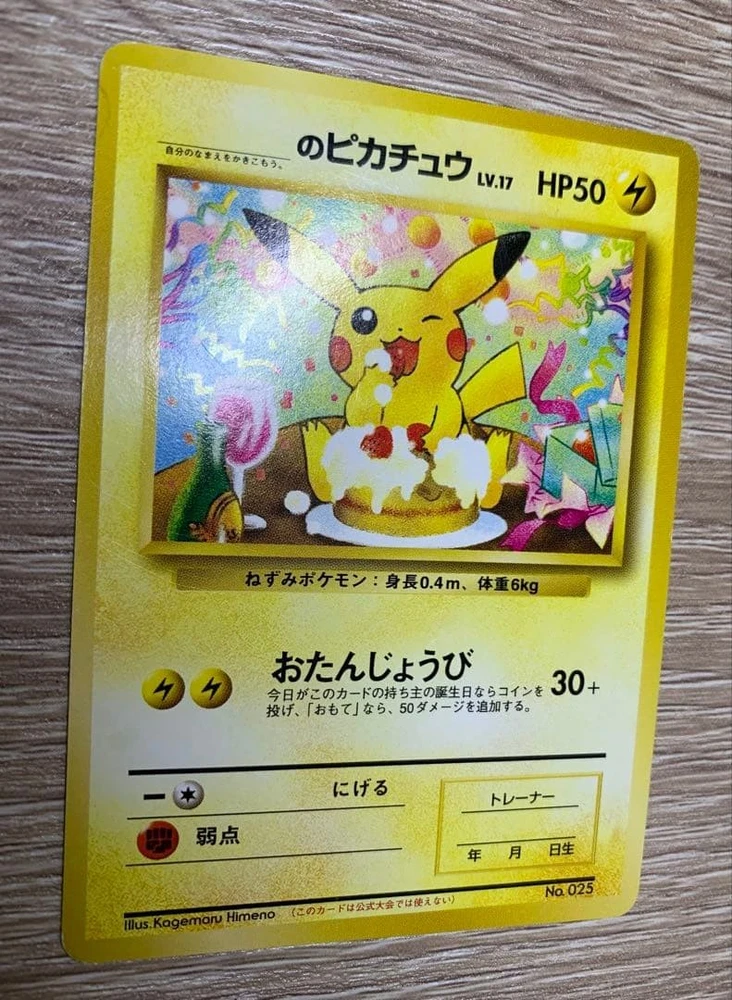 のピカチュウ LV.17 HP50
自分のなまえをかきこもう。
ねずみポケモン：身長0.4m、体重6kg
おたんじょうび 30+
今日がこのカードの持ち主の誕生日ならコインを
投げ、「おもて」なら、50ダメージを追加する。
ー にげる
弱点
トレーナー
年 月 日生
No. 025
Illus. Kagemaru Himeno （このカードは公式大会では使えない）